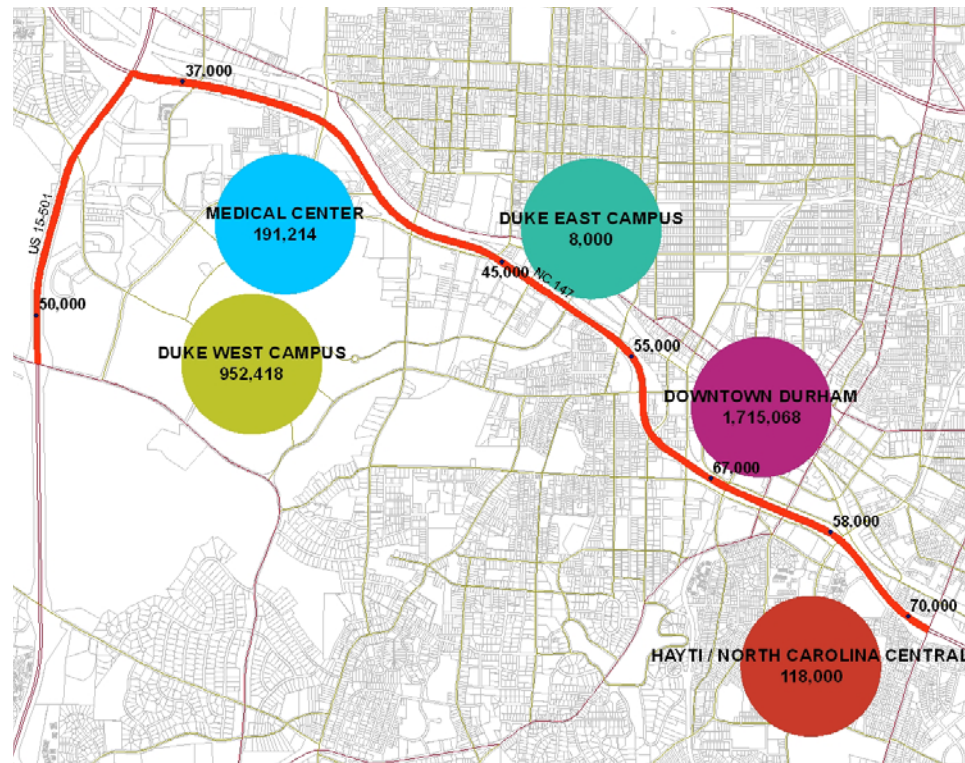 37,000
MEDICAL CENTER
191,214
DUKE EAST CAMPUS
8,000
US 15-501
45,000
NC 147
50,000
DUKE WEST CAMPUS
952,418
55,000
DOWNTOWN DURHAM
1,715,068
67,000
58,000
70,000
HAYTI / NORTH CAROLINA CENTRAL
118,000